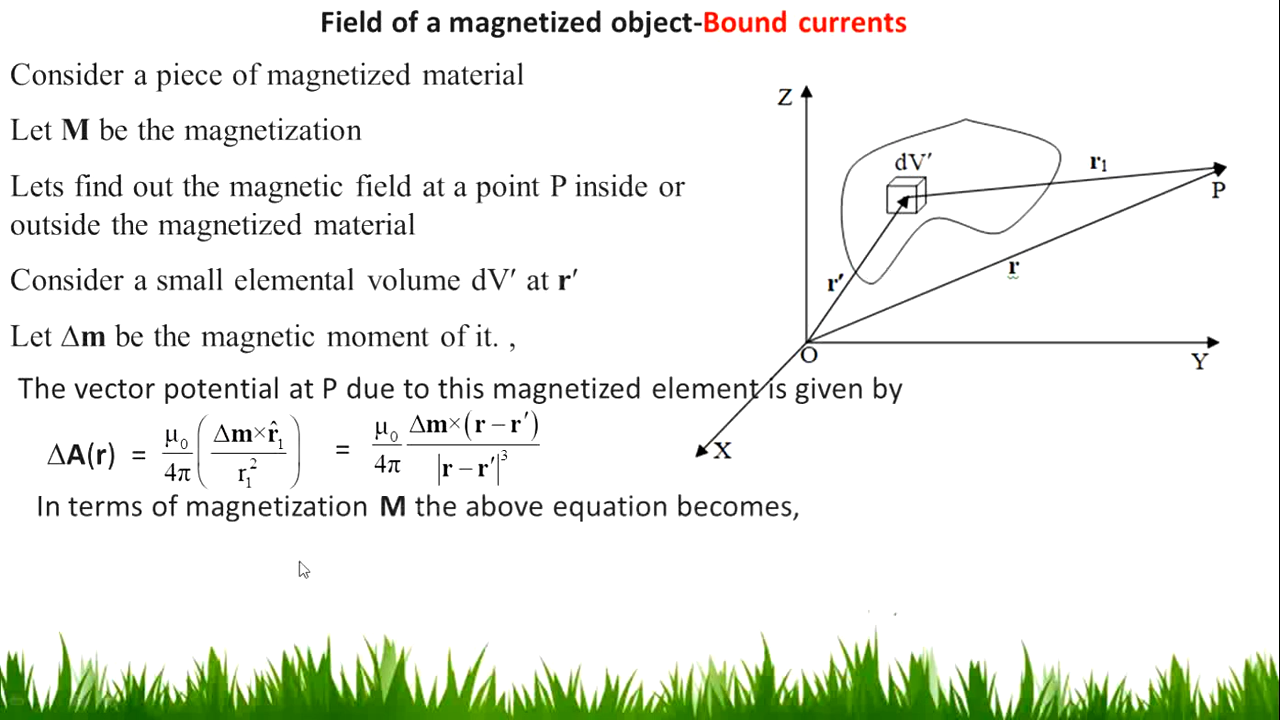 Field of a magnetized object-Bound currents
Consider a piece of magnetized material
Let M be the magnetization
Lets find out the magnetic field at a point P inside or
outside the magnetized material
Consider a small elemental volume dV′ at r′
Let Δm be the magnetic moment of it. ,
The vector potential at P due to this magnetized element is given by
ΔA(r) = μ₀/4π (Δm×r̂₁/r₁²) = μ₀/4π Δm×(r − r′)/|r − r′|³
In terms of magnetization M the above equation becomes,
Z
dV′
r₁
P
r′
r
O
Y
X